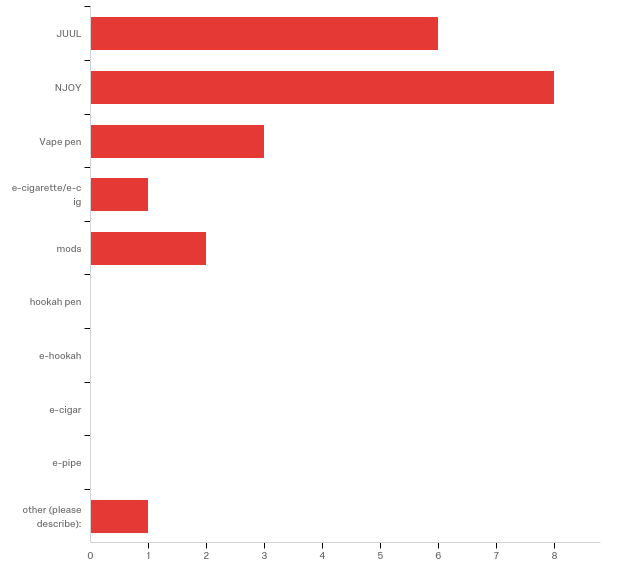 JUUL
NJOY
Vape pen
e-cigarette/e-c
ig
mods
hookah pen
e-hookah
e-cigar
e-pipe
other (please
describe):
0 1 2 3 4 5 6 7 8